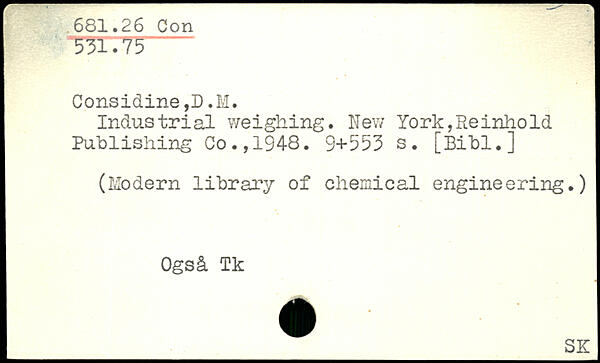 681.26 Con
531.75
Considine,D.M.
Industrial weighing. New York,Reinhold
Publishing Co.,1948. 9+553 s. [Bibl.]
(Modern library of chemical engineering.)
Også Tk
SK